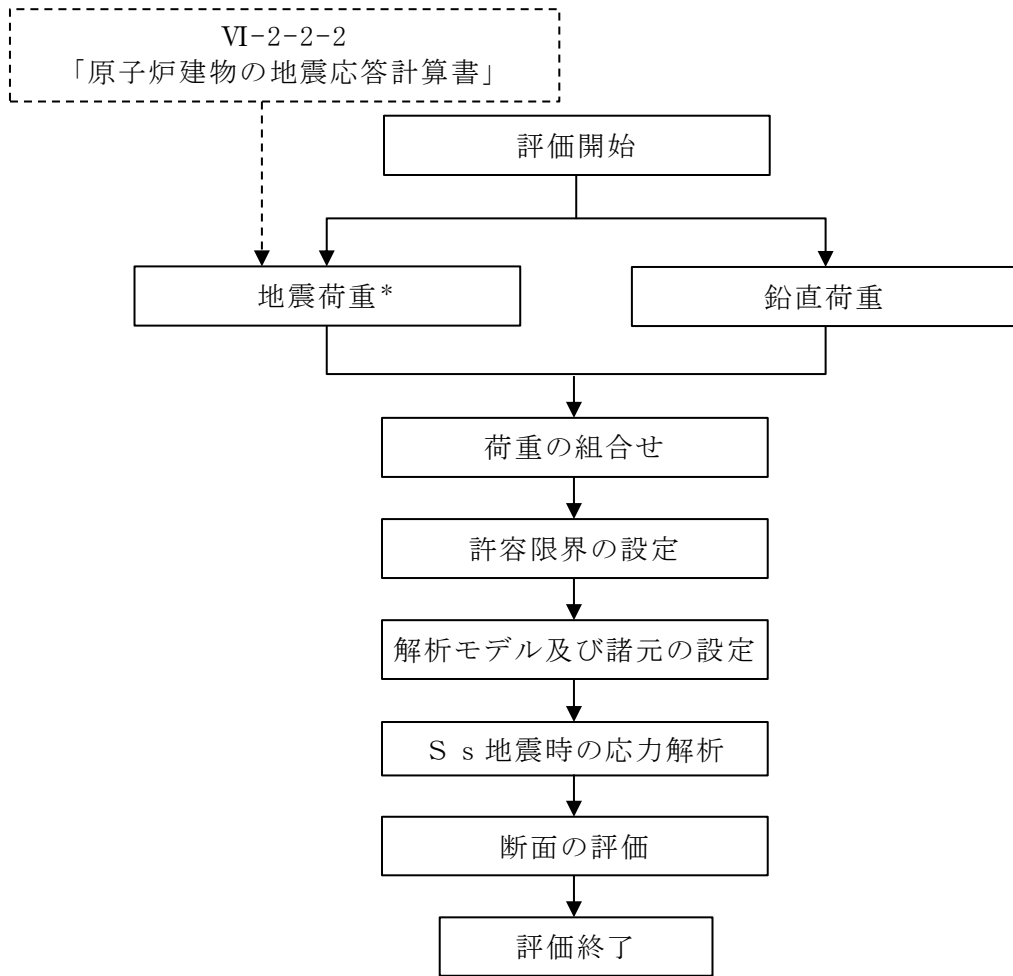 Ⅵ-2-2-2
「原子炉建物の地震応答計算書」
評価開始
地震荷重*
鉛直荷重
荷重の組合せ
許容限界の設定
解析モデル及び諸元の設定
Ｓｓ地震時の応力解析
断面の評価
評価終了